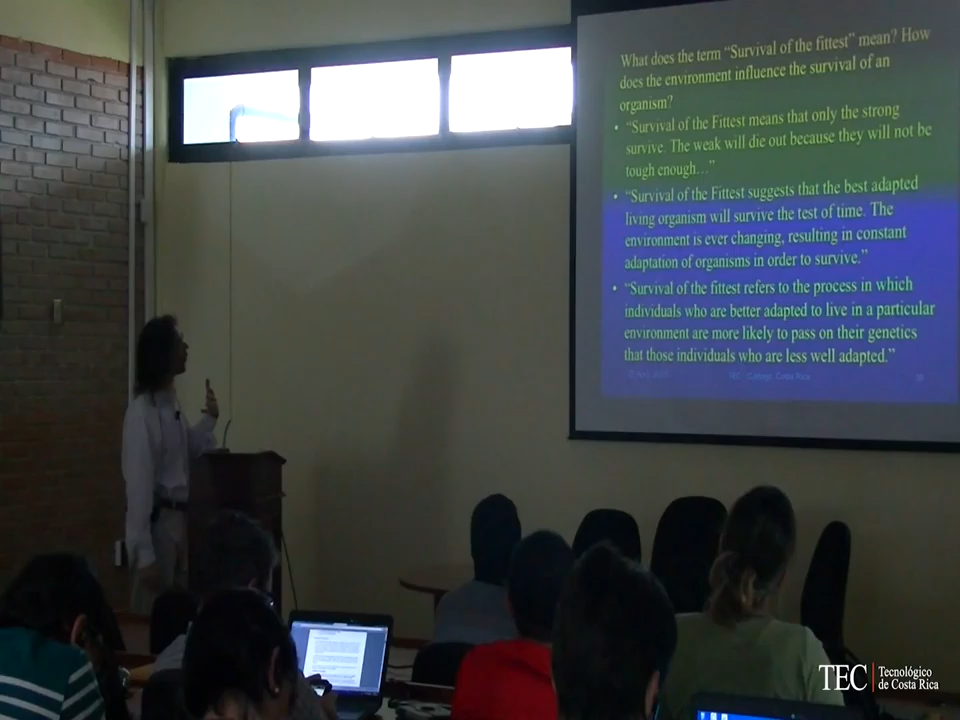 What does the term “Survival of the fittest” mean? How
does the environment influence the survival of an
organism?
• “Survival of the Fittest means that only the strong
survive. The weak will die out because they will not be
tough enough…”
• “Survival of the Fittest suggests that the best adapted
living organism will survive the test of time. The
environment is ever changing, resulting in constant
adaptation of organisms in order to survive.”
• “Survival of the fittest refers to the process in which
individuals who are better adapted to live in a particular
environment are more likely to pass on their genetics
that those individuals who are less well adapted.”
TEC Tecnológico
de Costa Rica